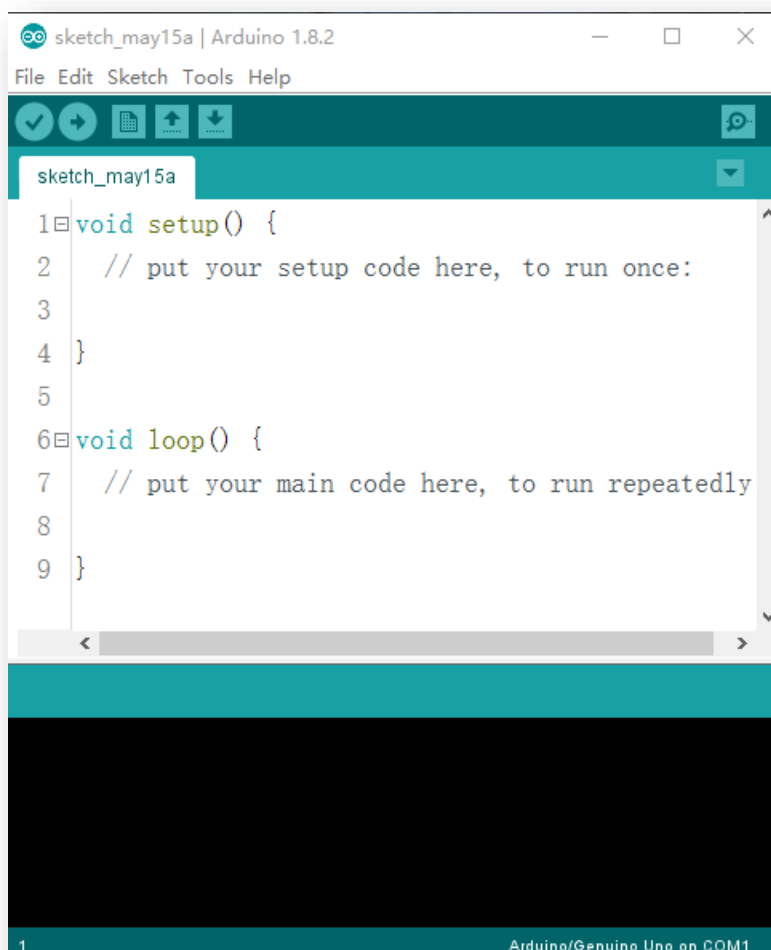 sketch_may15a | Arduino 1.8.2
File Edit Sketch Tools Help
sketch_may15a
1 void setup() {
2 // put your setup code here, to run once:
3
4 }
5
6 void loop() {
7 // put your main code here, to run repeatedly
8
9 }
1 Arduino/Genuino Uno on COM1